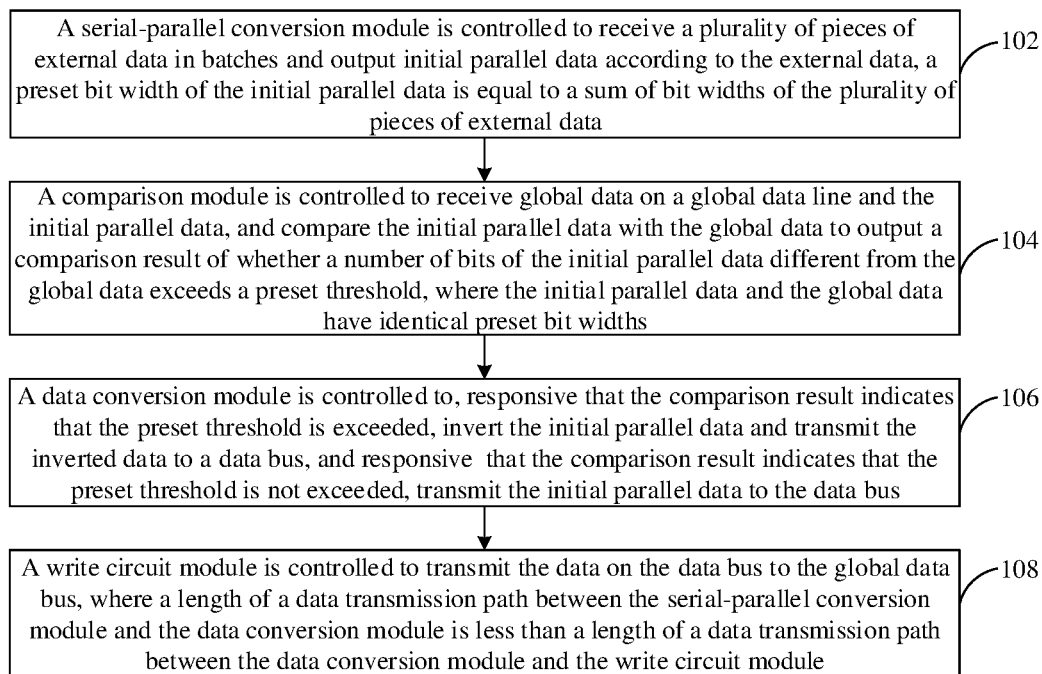 A serial-parallel conversion module is controlled to receive a plurality of pieces of
external data in batches and output initial parallel data according to the external data, a
preset bit width of the initial parallel data is equal to a sum of bit widths of the plurality of
pieces of external data
102
A comparison module is controlled to receive global data on a global data line and the
initial parallel data, and compare the initial parallel data with the global data to output a
comparison result of whether a number of bits of the initial parallel data different from the
global data exceeds a preset threshold, where the initial parallel data and the global data
have identical preset bit widths
104
A data conversion module is controlled to, responsive that the comparison result indicates
that the preset threshold is exceeded, invert the initial parallel data and transmit the
inverted data to a data bus, and responsive that the comparison result indicates that the
preset threshold is not exceeded, transmit the initial parallel data to the data bus
106
A write circuit module is controlled to transmit the data on the data bus to the global data
bus, where a length of a data transmission path between the serial-parallel conversion
module and the data conversion module is less than a length of a data transmission path
between the data conversion module and the write circuit module
108